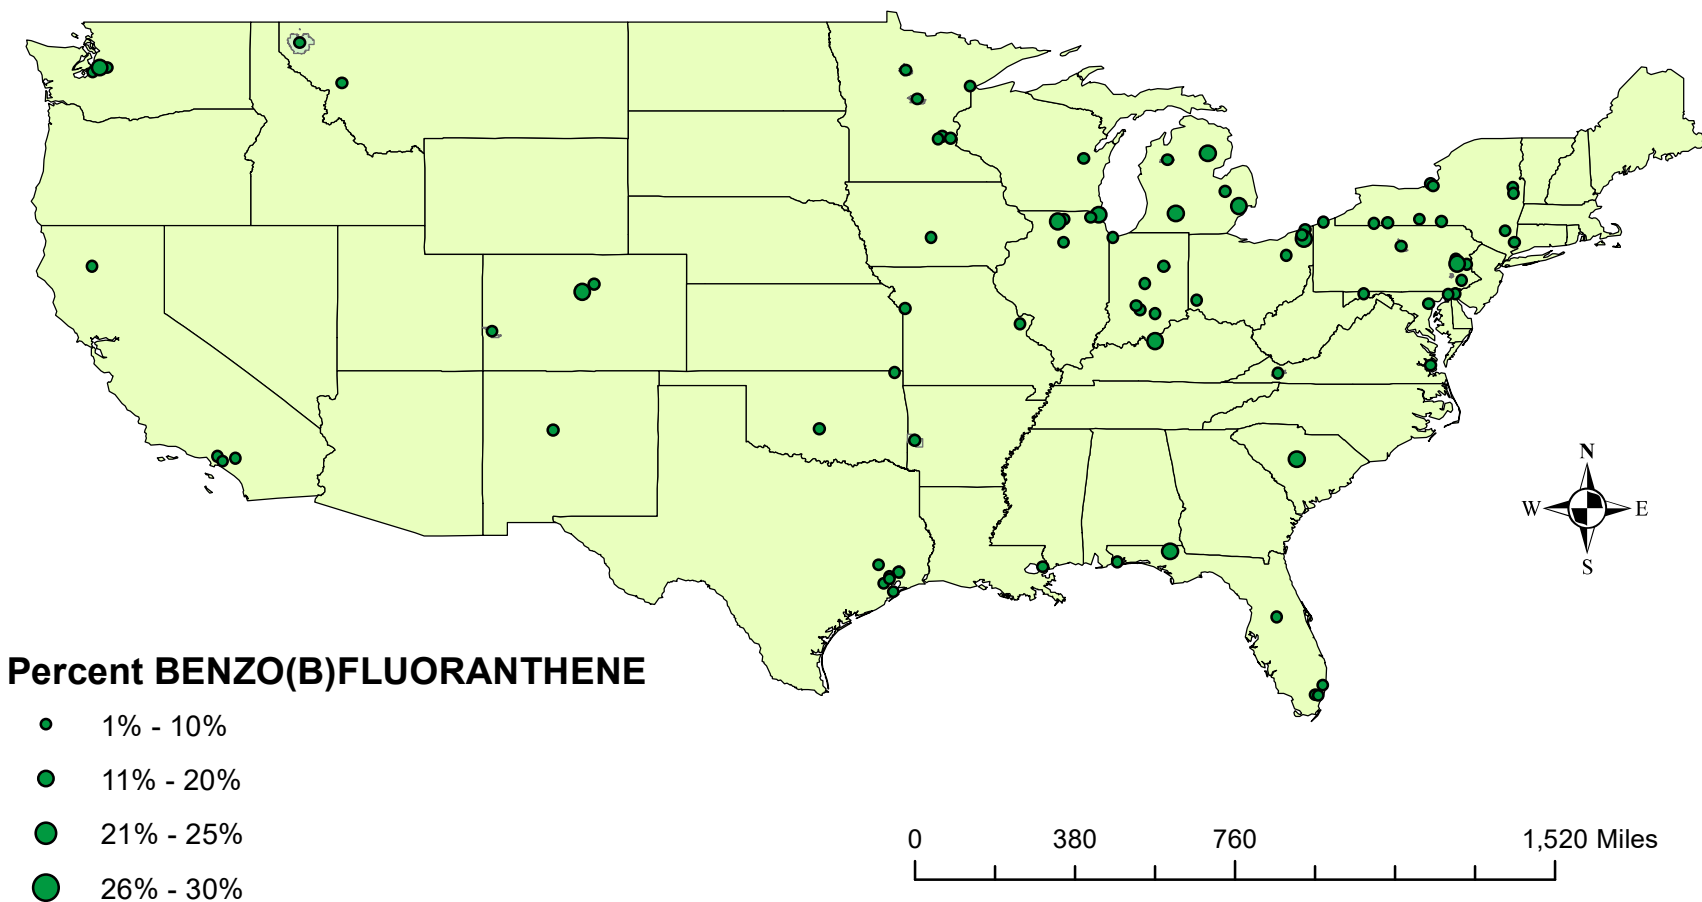 N
W E
S
Percent BENZO(B)FLUORANTHENE
1% - 10%
11% - 20%
21% - 25%
26% - 30%
0 380 760 1,520 Miles